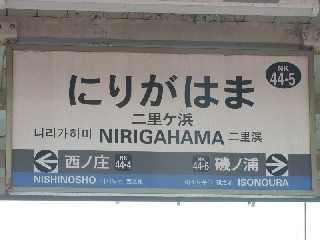 NK
44-5
にりがはま
二里ケ浜
니리가하마 NIRIGAHAMA 二里滨
西ノ庄 NK 44-4
NK 44-6 磯ノ浦
NISHINOSHO
ISONOURA